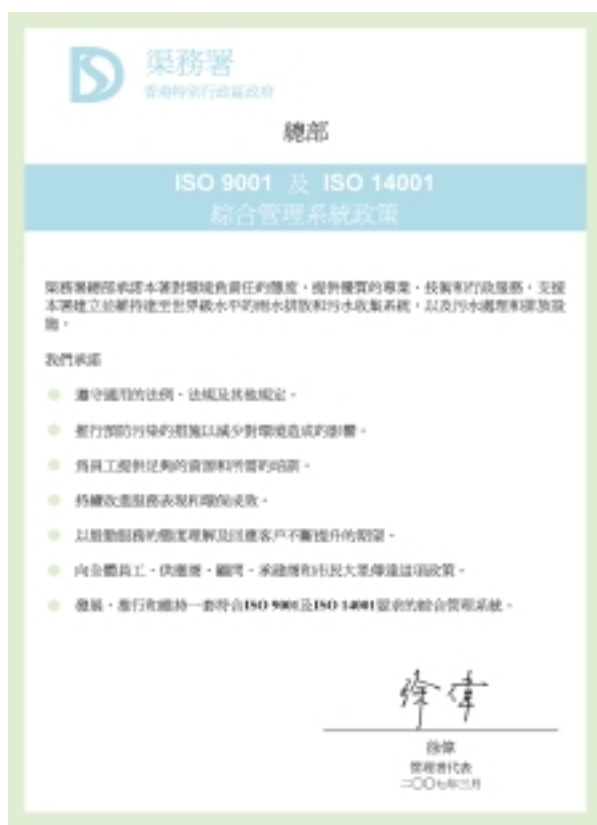 渠務署
香港特別行政區政府
總部
ISO 9001 及 ISO 14001
綜合管理系統政策
渠務署總部承諾本著對環境負責任的態度，提供優質的專業、技術和行政服務，支援
本署建立並維持達至世界級水平的雨水排放和污水收集系統，以及污水處理和排放設
施。
我們承諾
遵守適用的法例、法規及其他規定。
推行預防污染的措施以減少對環境造成的影響。
為員工提供足夠的資源和所需的培訓。
持續改進服務表現和環保成效。
以殷勤服務的態度理解及回應客戶不斷提升的期望。
向全體員工、供應商、顧問、承建商和市民大眾傳達這項政策。
發展、推行和維持一套符合ISO 9001及ISO 14001要求的綜合管理系統。
徐偉
徐偉
管理者代表
二〇〇七年三月